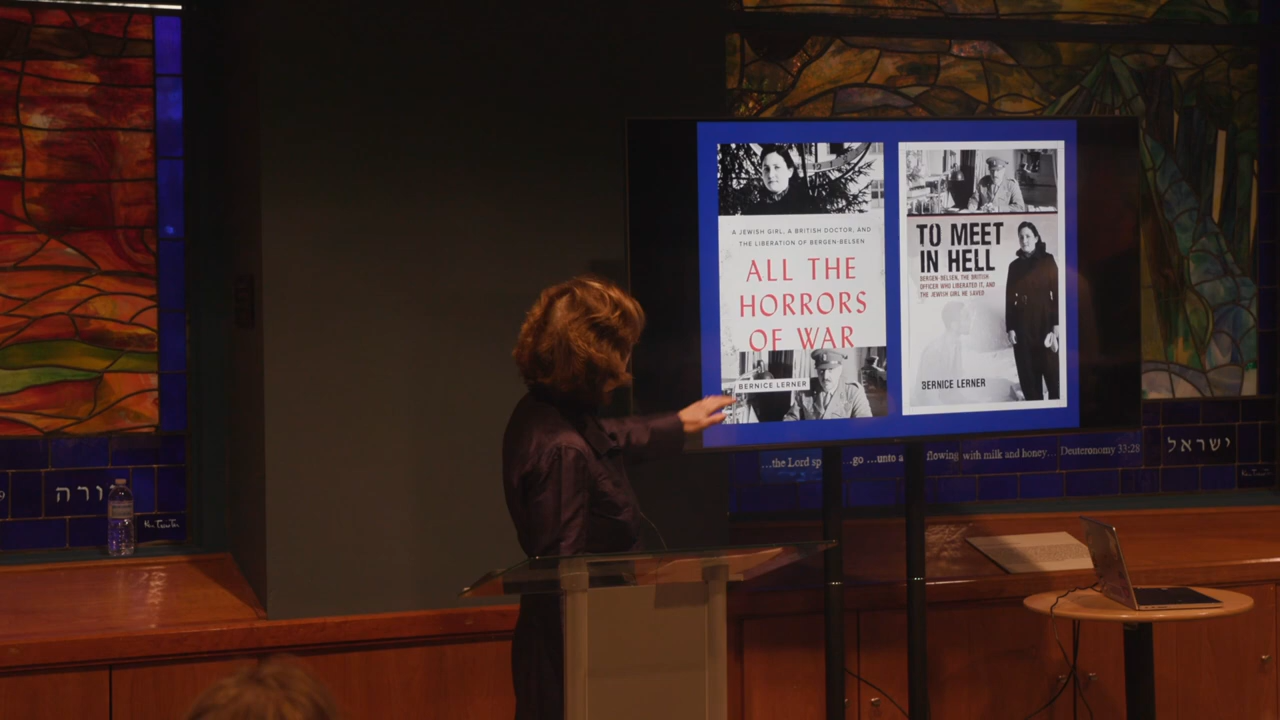 A JEWISH GIRL, A BRITISH DOCTOR, AND
THE LIBERATION OF BERGEN-BELSEN
ALL THE
HORRORS
OF WAR
BERNICE LERNER
TO MEET
IN HELL
BERGEN-BELSEN, THE BRITISH
OFFICER WHO LIBERATED IT, AND
THE JEWISH GIRL HE SAVED
BERNICE LERNER
...the Lord sp ...go ...unto a flowing with milk and honey... Deuteronomy 33:28
ישראל
ורה